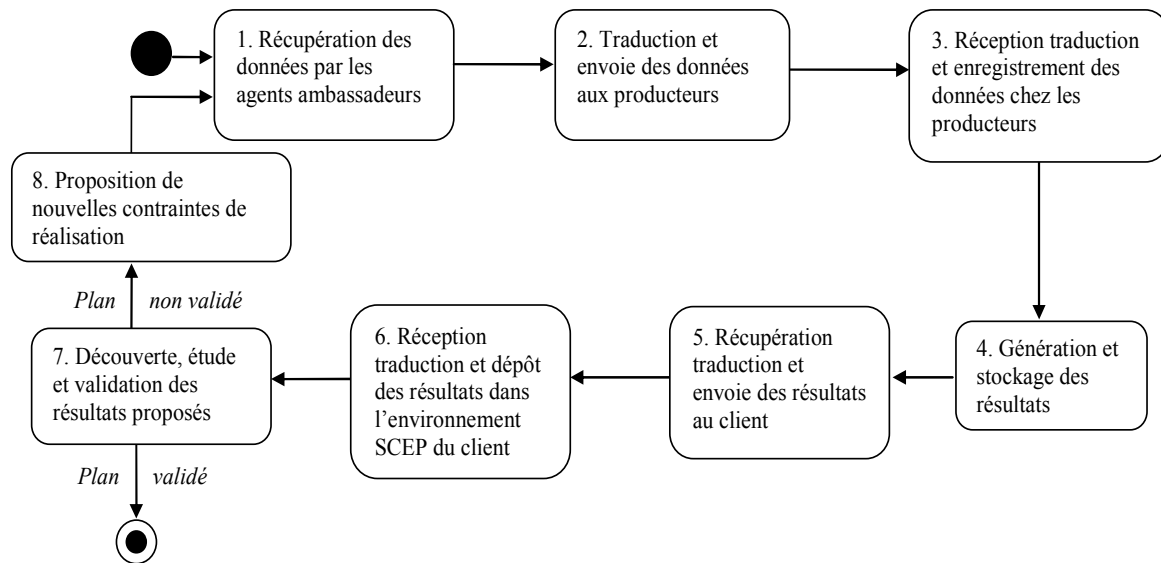 1. Récupération des
données par les
agents ambassadeurs
2. Traduction et
envoie des données
aux producteurs
3. Réception traduction
et enregistrement des
données chez les
producteurs
4. Génération et
stockage des
résultats
5. Récupération
traduction et
envoie des résultats
au client
6. Réception
traduction et dépôt
des résultats dans
l’environnement
SCEP du client
7. Découverte, étude
et validation des
résultats proposés
Plan non validé
8. Proposition de
nouvelles contraintes de
réalisation
Plan validé